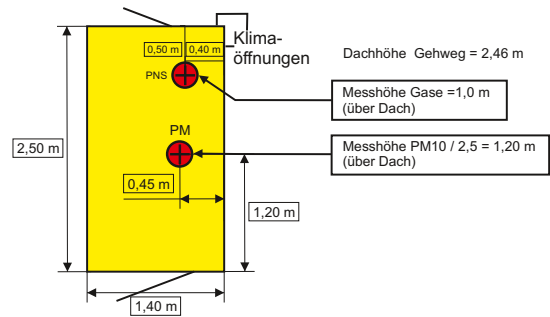 Klima-
öffnungen
0,50 m
0,40 m
Dachhöhe Gehweg = 2,46 m
PNS
Messhöhe Gase =1,0 m
(über Dach)
PM
Messhöhe PM10 / 2,5 = 1,20 m
(über Dach)
2,50 m
0,45 m
1,20 m
1,40 m